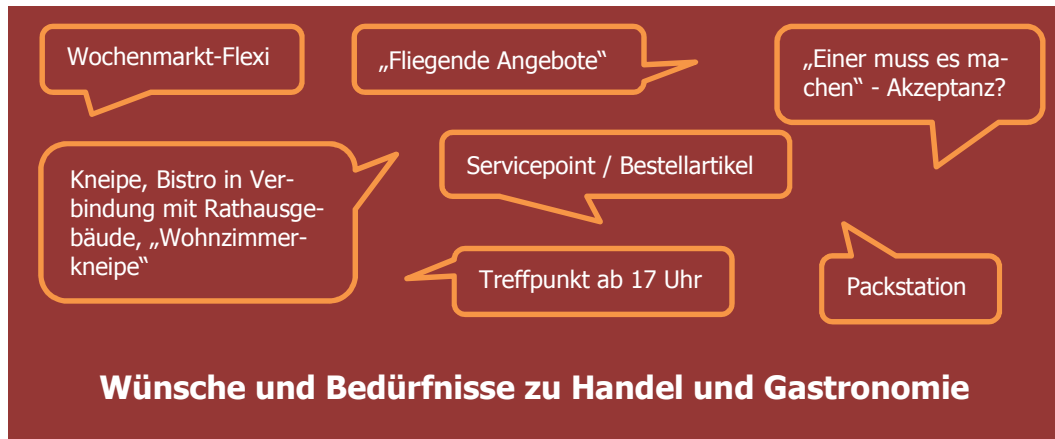 Wochenmarkt-Flexi
„Fliegende Angebote“
„Einer muss es ma-
chen“ - Akzeptanz?
Kneipe, Bistro in Ver-
bindung mit Rathausge-
bäude, „Wohnzimmer-
kneipe“
Servicepoint / Bestellartikel
Treffpunkt ab 17 Uhr
Packstation
Wünsche und Bedürfnisse zu Handel und Gastronomie